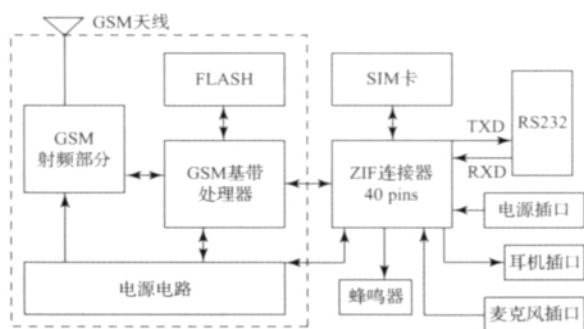 GSM天线
FLASH
SIM卡
RS232
TXD
RXD
GSM
射频部分
GSM基带
处理器
ZIF连接器
40 pins
电源插口
耳机插口
电源电路
蜂鸣器
麦克风插口